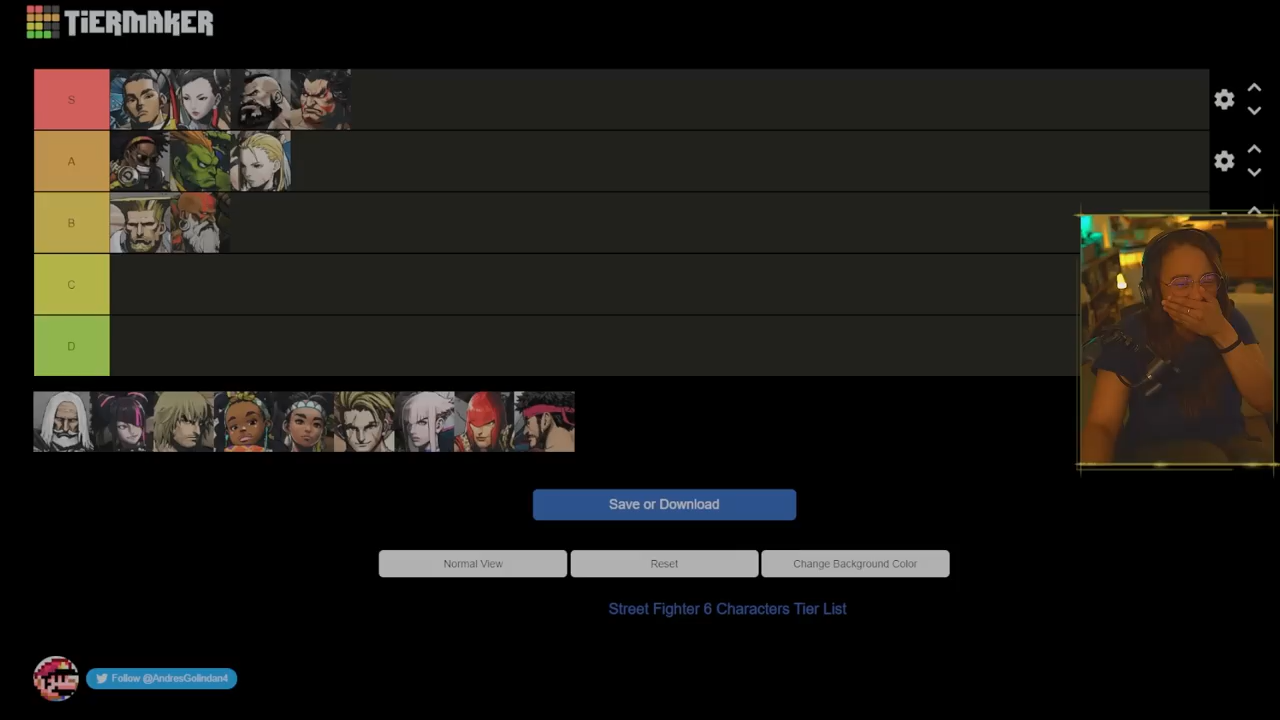 TiERMAKER
S
A
B
C
D
Save or Download
Normal View
Reset
Change Background Color
Street Fighter 6 Characters Tier List
Follow @AndresGolindan4